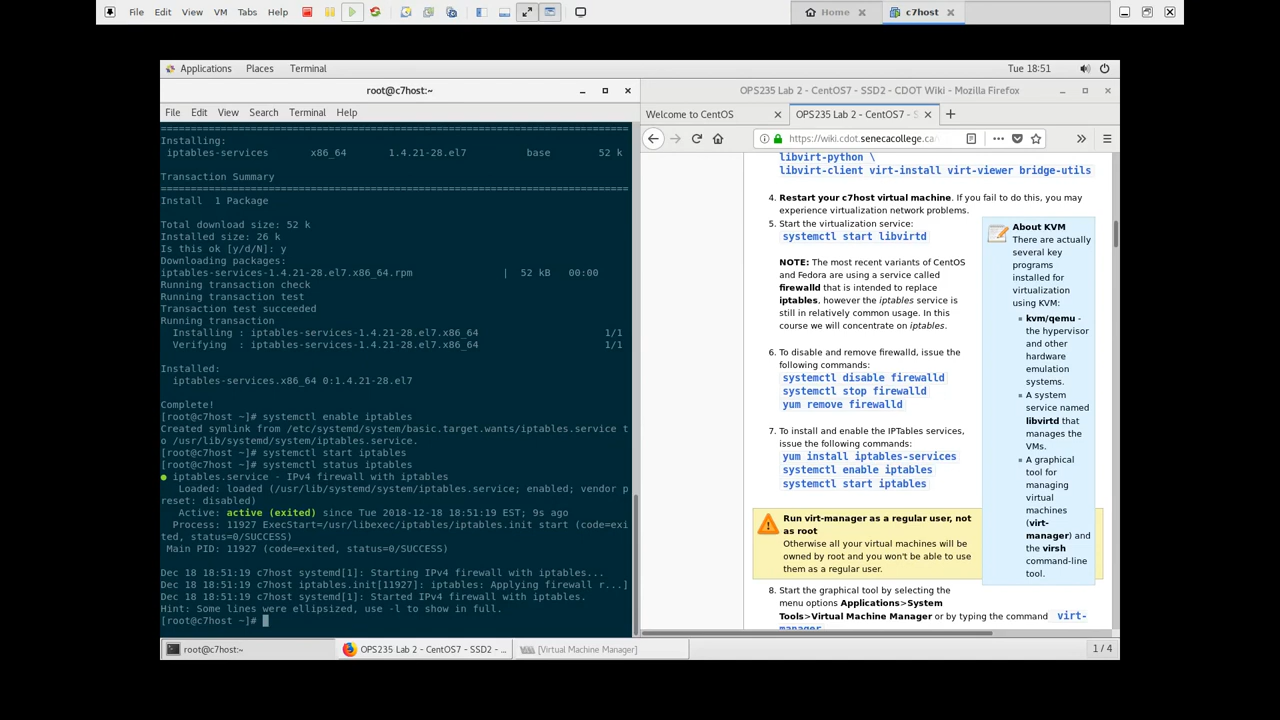 File Edit View VM Tabs Help
Home
c7host
Applications Places Terminal
Tue 18:51
root@c7host:~
File Edit View Search Terminal Help
================================================================================
Installing:
iptables-services x86_64 1.4.21-28.el7 base 52 k
Transaction Summary
================================================================================
Install 1 Package
Total download size: 52 k
Installed size: 26 k
Is this ok [y/d/N]: y
Downloading packages:
iptables-services-1.4.21-28.el7.x86_64.rpm | 52 kB 00:00
Running transaction check
Running transaction test
Transaction test succeeded
Running transaction
Installing : iptables-services-1.4.21-28.el7.x86_64 1/1
Verifying : iptables-services-1.4.21-28.el7.x86_64 1/1
Installed:
iptables-services.x86_64 0:1.4.21-28.el7
Complete!
[root@c7host ~]# systemctl enable iptables
Created symlink from /etc/systemd/system/basic.target.wants/iptables.service t
o /usr/lib/systemd/system/iptables.service.
[root@c7host ~]# systemctl start iptables
[root@c7host ~]# systemctl status iptables
● iptables.service - IPv4 firewall with iptables
Loaded: loaded (/usr/lib/systemd/system/iptables.service; enabled; vendor p
reset: disabled)
Active: active (exited) since Tue 2018-12-18 18:51:19 EST; 9s ago
Process: 11927 ExecStart=/usr/libexec/iptables/iptables.init start (code=exi
ted, status=0/SUCCESS)
Main PID: 11927 (code=exited, status=0/SUCCESS)
Dec 18 18:51:19 c7host systemd[1]: Starting IPv4 firewall with iptables...
Dec 18 18:51:19 c7host iptables.init[11927]: iptables: Applying firewall r...]
Dec 18 18:51:19 c7host systemd[1]: Started IPv4 firewall with iptables.
Hint: Some lines were ellipsized, use -l to show in full.
[root@c7host ~]#
OPS235 Lab 2 - CentOS7 - SSD2 - CDOT Wiki - Mozilla Firefox
Welcome to CentOS
OPS235 Lab 2 - CentOS7 - S
https://wiki.cdot.senecacollege.ca
libvirt-python \
libvirt-client virt-install virt-viewer bridge-utils
4. Restart your c7host virtual machine. If you fail to do this, you may
experience virtualization network problems.
5. Start the virtualization service:
systemctl start libvirtd
NOTE: The most recent variants of CentOS
and Fedora are using a service called
firewalld that is intended to replace
iptables, however the iptables service is
still in relatively common usage. In this
course we will concentrate on iptables.
6. To disable and remove firewalld, issue the
following commands:
systemctl disable firewalld
systemctl stop firewalld
yum remove firewalld
7. To install and enable the IPTables services,
issue the following commands:
yum install iptables-services
systemctl enable iptables
systemctl start iptables
Run virt-manager as a regular user, not
as root
Otherwise all your virtual machines will be
owned by root and you won't be able to use
them as a regular user.
8. Start the graphical tool by selecting the
menu options Applications>System
Tools>Virtual Machine Manager or by typing the command virt-
manager
About KVM
There are actually
several key
programs
installed for
virtualization
using KVM:
kvm/qemu -
the hypervisor
and other
hardware
emulation
systems.
A system
service named
libvirtd that
manages the
VMs.
A graphical
tool for
managing
virtual
machines
(virt-
manager) and
the virsh
command-line
tool.
root@c7host:~
OPS235 Lab 2 - CentOS7 - SSD2 - ...
[Virtual Machine Manager]
1 / 4